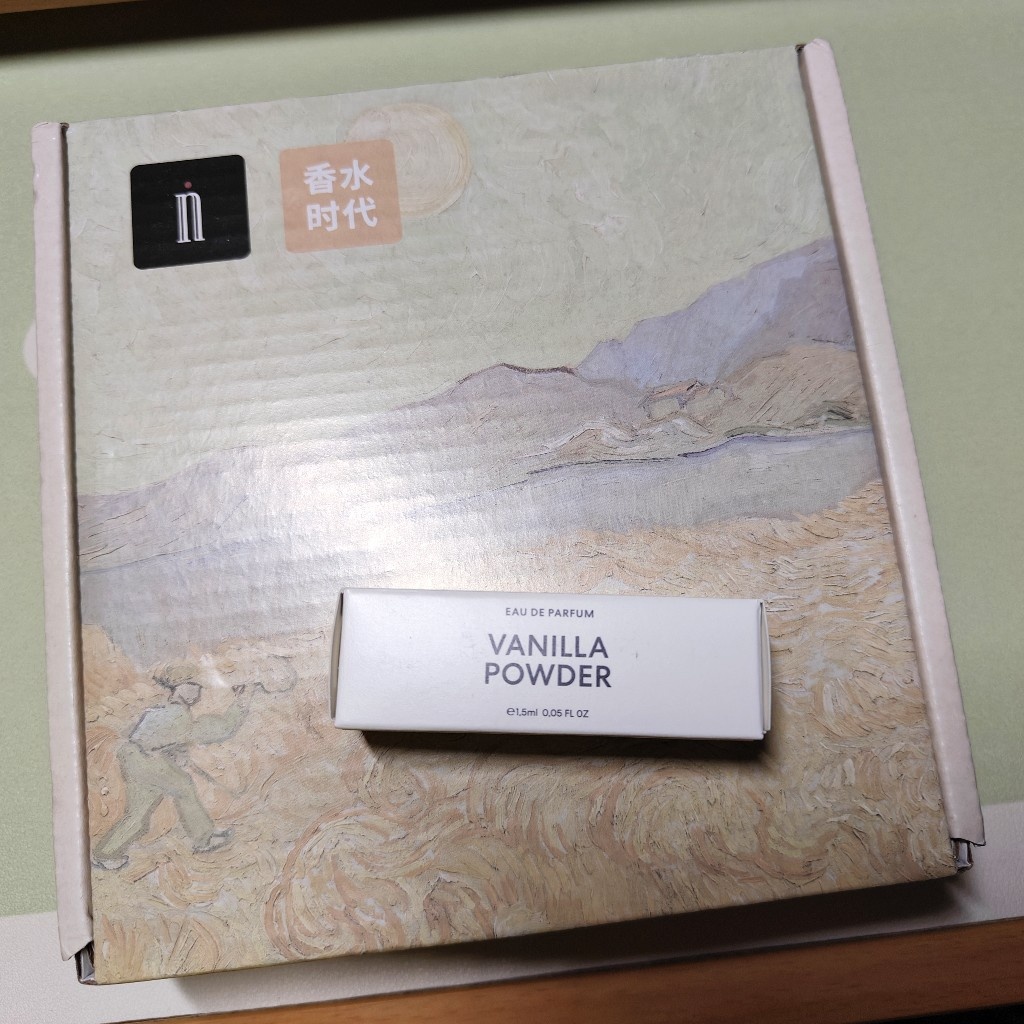 n
香水
时代
EAU DE PARFUM
VANILLA
POWDER
℮1,5ml 0,05 FL OZ